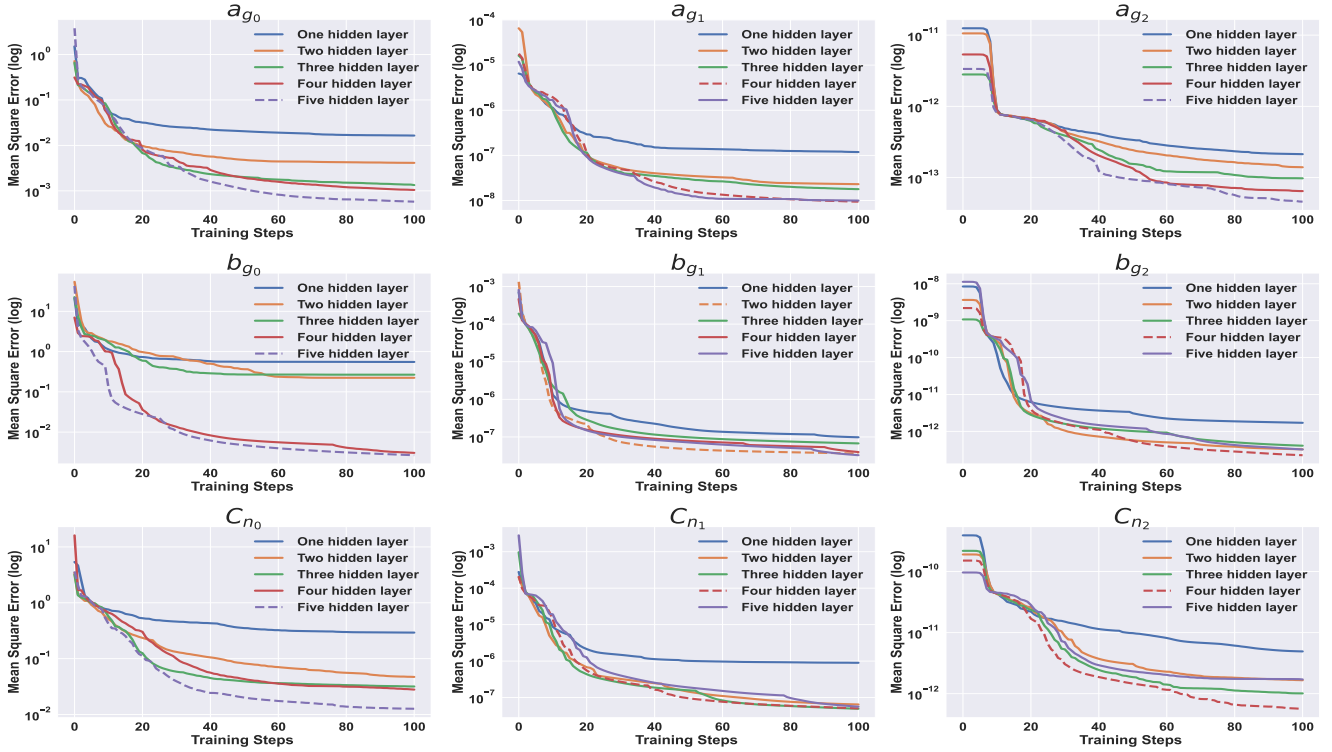 a_{g_0}
Mean Square Error (log)
10^0
10^{-1}
10^{-2}
10^{-3}
One hidden layer
Two hidden layer
Three hidden layer
Four hidden layer
Five hidden layer
0 20 40 60 80 100
Training Steps
a_{g_1}
Mean Square Error (log)
10^{-4}
10^{-5}
10^{-6}
10^{-7}
10^{-8}
One hidden layer
Two hidden layer
Three hidden layer
Four hidden layer
Five hidden layer
0 20 40 60 80 100
Training Steps
a_{g_2}
Mean Square Error (log)
10^{-11}
10^{-12}
10^{-13}
One hidden layer
Two hidden layer
Three hidden layer
Four hidden layer
Five hidden layer
0 20 40 60 80 100
Training Steps
b_{g_0}
Mean Square Error (log)
10^1
10^0
10^{-1}
10^{-2}
One hidden layer
Two hidden layer
Three hidden layer
Four hidden layer
Five hidden layer
0 20 40 60 80 100
Training Steps
b_{g_1}
Mean Square Error (log)
10^{-3}
10^{-4}
10^{-5}
10^{-6}
10^{-7}
One hidden layer
Two hidden layer
Three hidden layer
Four hidden layer
Five hidden layer
0 20 40 60 80 100
Training Steps
b_{g_2}
Mean Square Error (log)
10^{-8}
10^{-9}
10^{-10}
10^{-11}
10^{-12}
One hidden layer
Two hidden layer
Three hidden layer
Four hidden layer
Five hidden layer
0 20 40 60 80 100
Training Steps
C_{n_0}
Mean Square Error (log)
10^1
10^0
10^{-1}
10^{-2}
One hidden layer
Two hidden layer
Three hidden layer
Four hidden layer
Five hidden layer
0 20 40 60 80 100
Training Steps
C_{n_1}
Mean Square Error (log)
10^{-3}
10^{-4}
10^{-5}
10^{-6}
10^{-7}
One hidden layer
Two hidden layer
Three hidden layer
Four hidden layer
Five hidden layer
0 20 40 60 80 100
Training Steps
C_{n_2}
Mean Square Error (log)
10^{-10}
10^{-11}
10^{-12}
One hidden layer
Two hidden layer
Three hidden layer
Four hidden layer
Five hidden layer
0 20 40 60 80 100
Training Steps